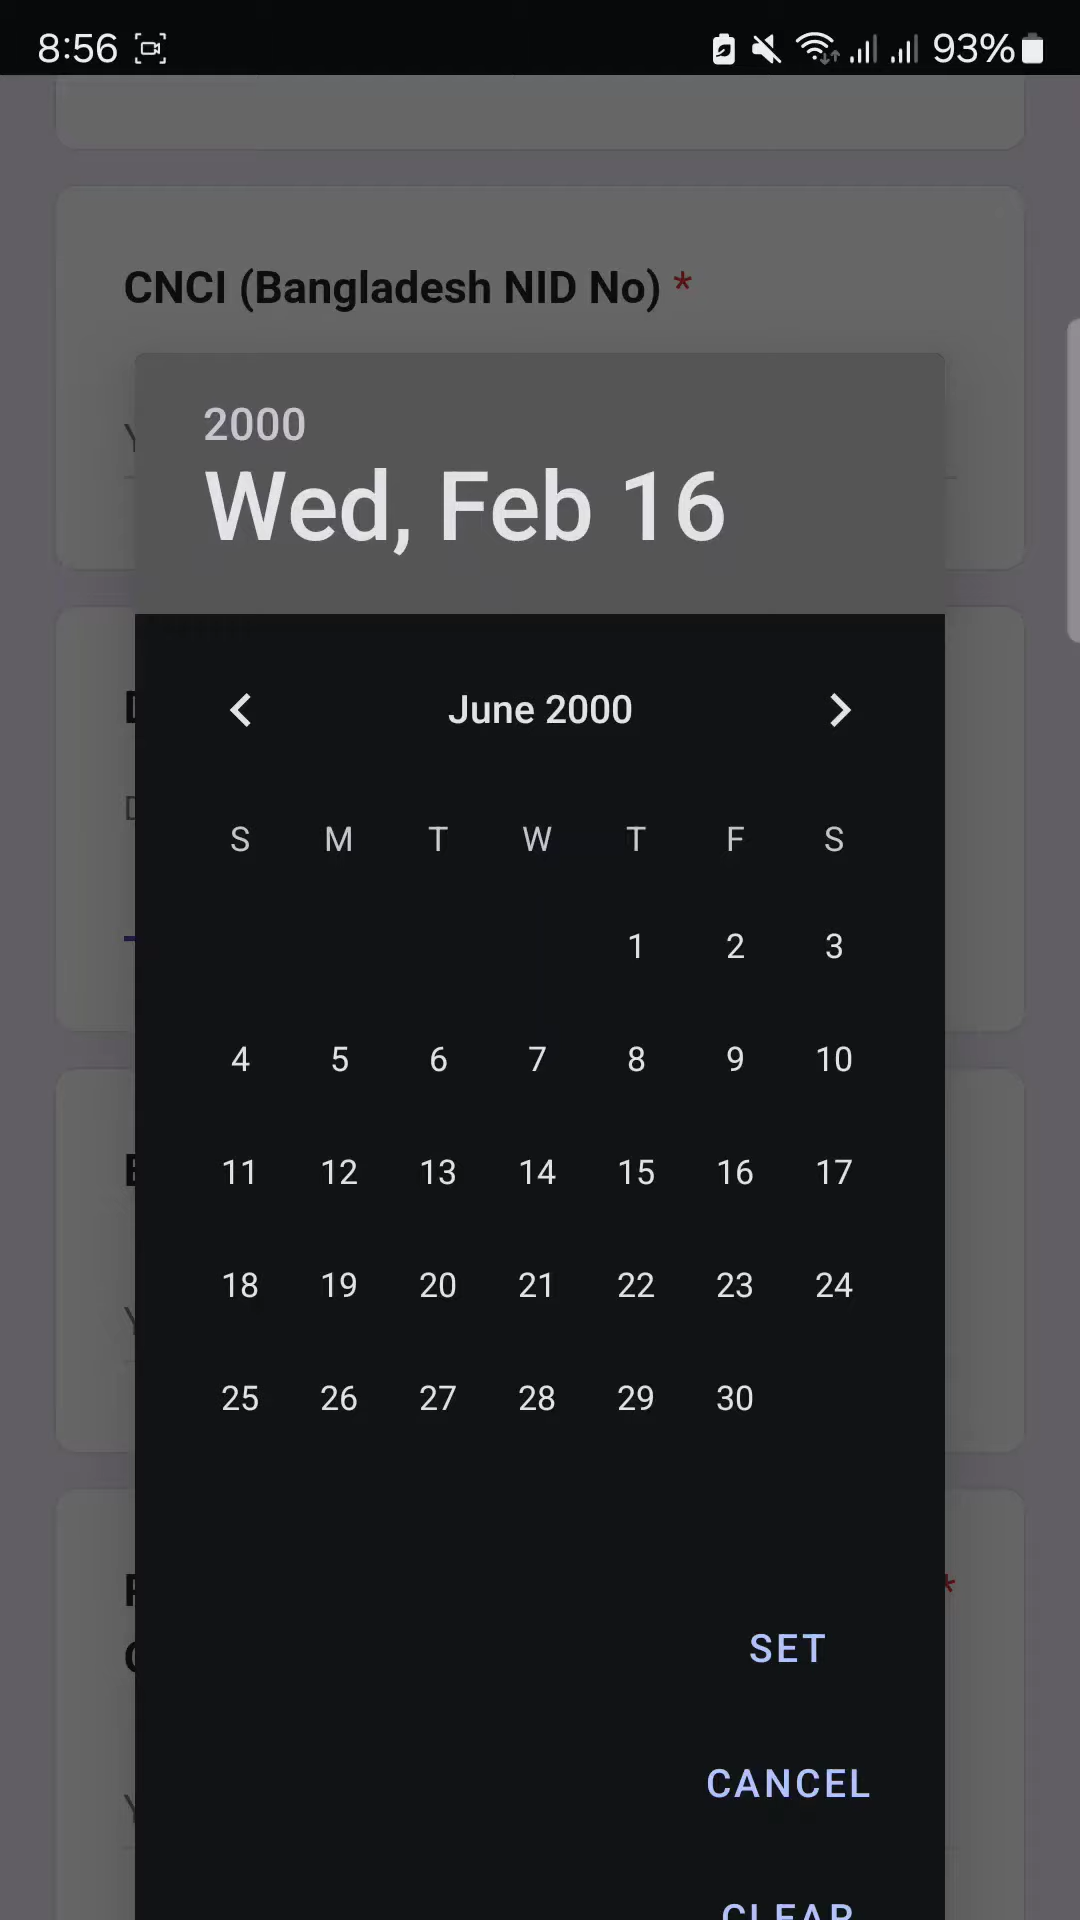 8:56 93%
CNCI (Bangladesh NID No) *
2000
Wed, Feb 16
June 2000
S M T W T F S
1 2 3
4 5 6 7 8 9 10
11 12 13 14 15 16 17
18 19 20 21 22 23 24
25 26 27 28 29 30
*
SET
CANCEL
CLEAR